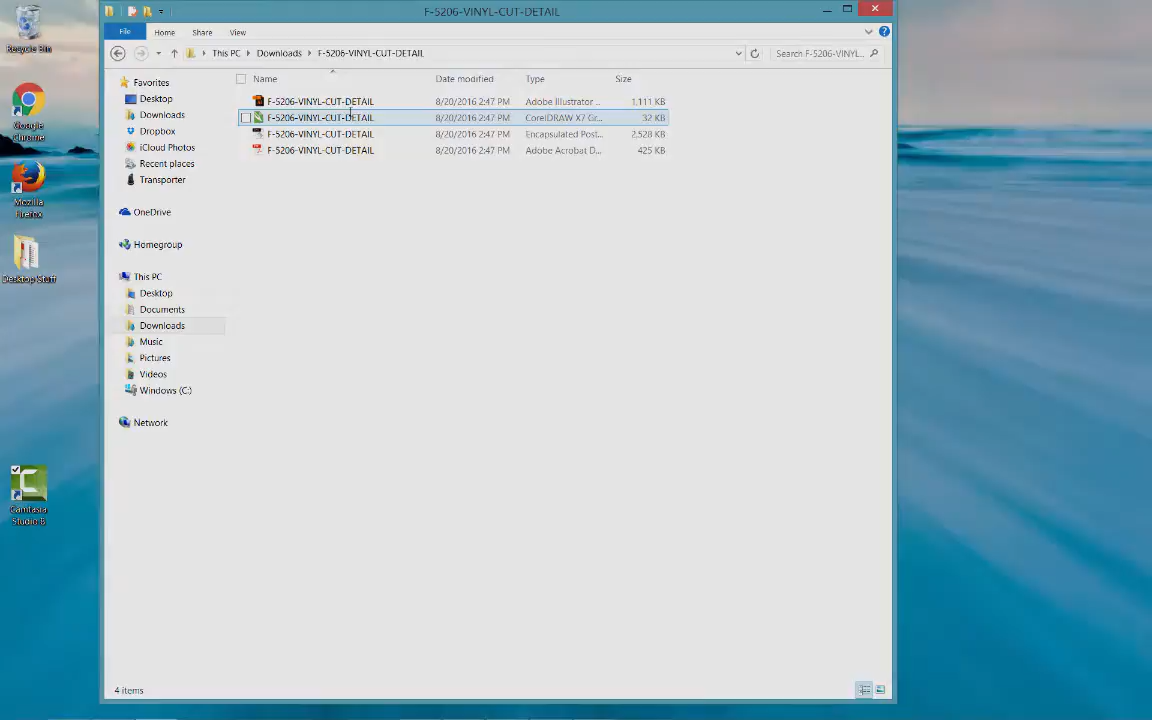 F-5206-VINYL-CUT-DETAIL
File Home Share View
This PC Downloads F-5206-VINYL-CUT-DETAIL Search F-5206-VINYL...
Name Date modified Type Size
F-5206-VINYL-CUT-DETAIL 8/20/2016 2:47 PM Adobe Illustrator ... 1,111 KB
F-5206-VINYL-CUT-DETAIL 8/20/2016 2:47 PM CorelDRAW X7 Gr... 32 KB
F-5206-VINYL-CUT-DETAIL 8/20/2016 2:47 PM Encapsulated Post... 2,528 KB
F-5206-VINYL-CUT-DETAIL 8/20/2016 2:47 PM Adobe Acrobat D... 425 KB
Favorites
Desktop
Downloads
Dropbox
iCloud Photos
Recent places
Transporter
OneDrive
Homegroup
This PC
Desktop
Documents
Downloads
Music
Pictures
Videos
Windows (C:)
Network
4 items
Recycle Bin
Google
Chrome
Mozilla
Firefox
Desktop Stuff
Camtasia
Studio 8